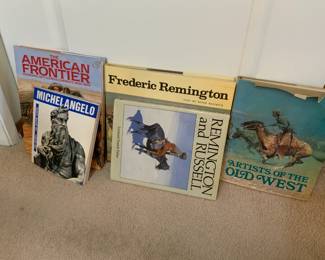 The
AMERICAN
FRONTIER
MICHELANGELO
Frederic Remington
REMINGTON
and RUSSELL
ARTISTS OF THE
OLD WEST